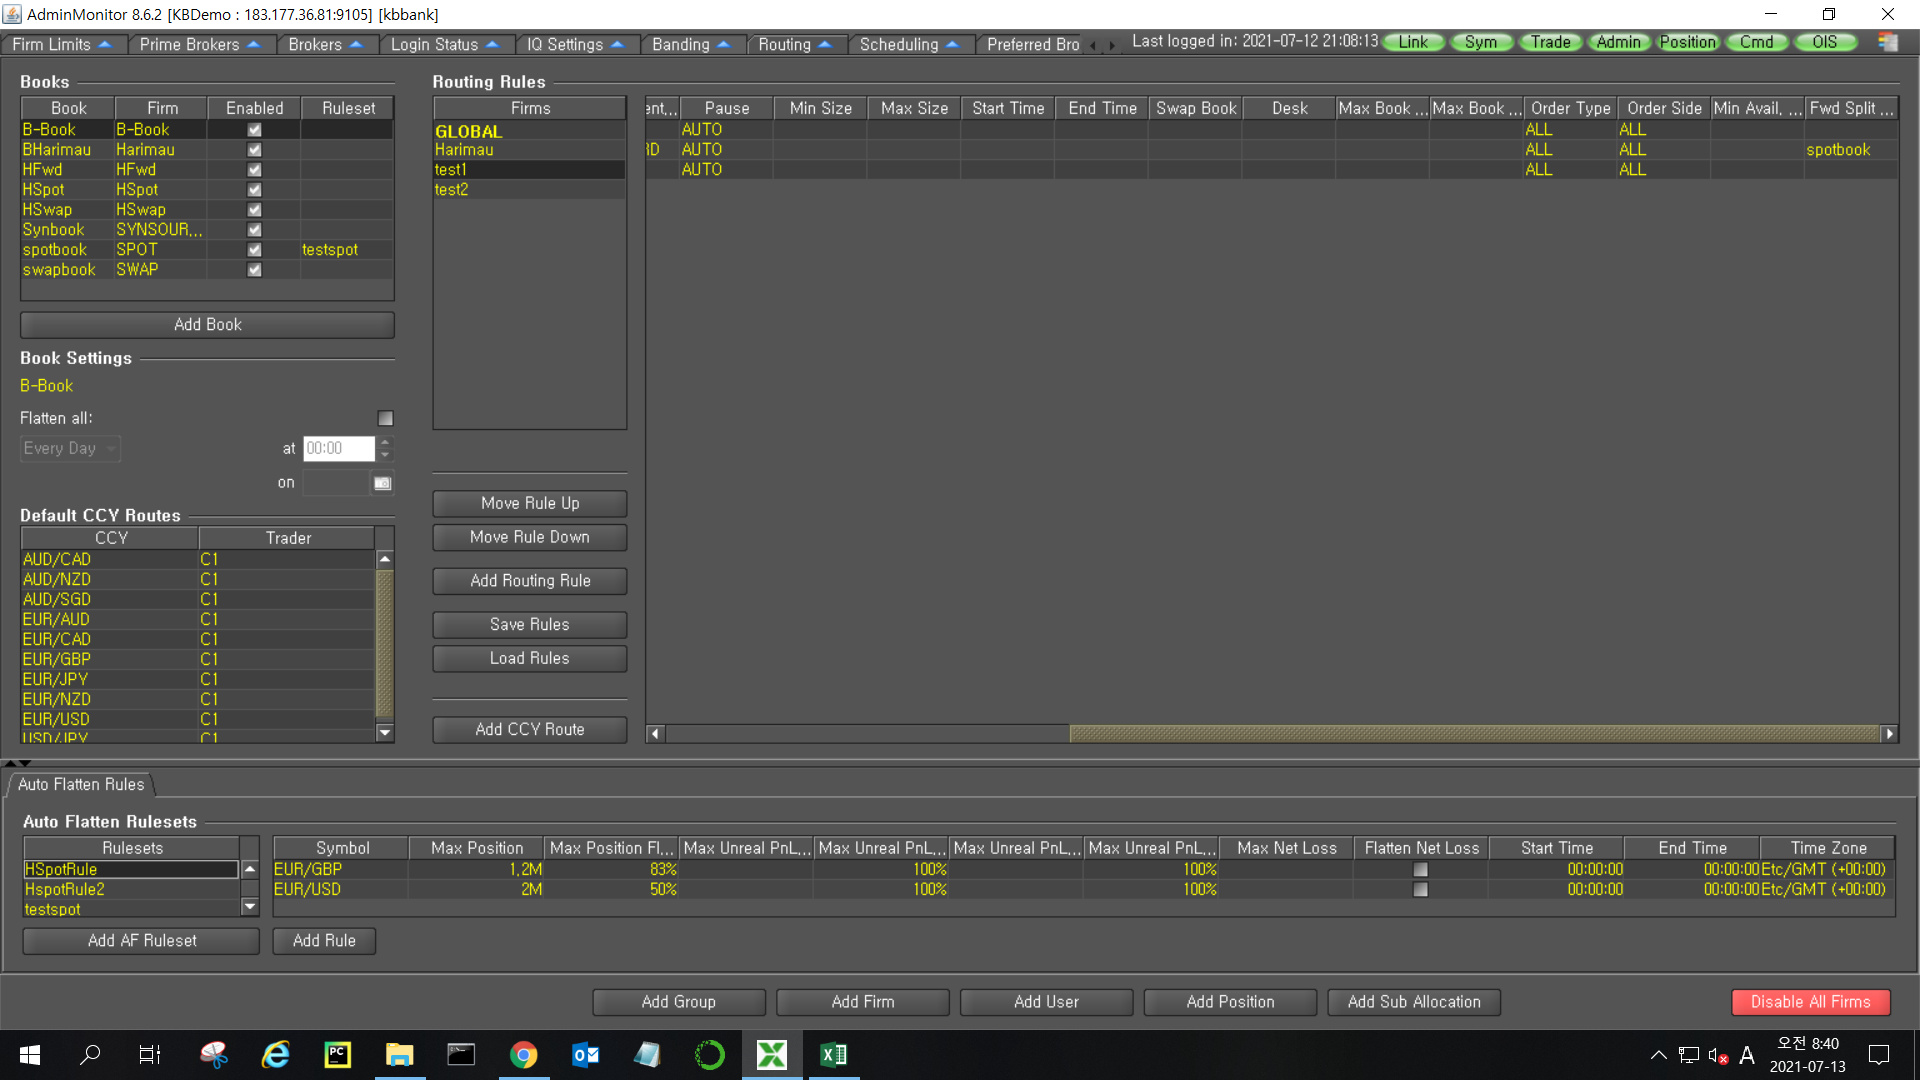 AdminMonitor 8.6.2 [KBDemo : 183.177.36.81:9105] [kbbank]
Firm Limits Prime Brokers Brokers Login Status IQ Settings Banding Routing Scheduling Preferred Bro Last logged in: 2021-07-12 21:08:13 Link Sym Trade Admin Position Cmd OIS
Books
Book Firm Enabled Ruleset
B-Book B-Book
BHarimau Harimau
HFwd HFwd
HSpot HSpot
HSwap HSwap
Synbook SYNSOUR...
spotbook SPOT testspot
swapbook SWAP
Add Book
Book Settings
B-Book
Flatten all:
Every Day at 00:00
on
Default CCY Routes
CCY Trader
AUD/CAD C1
AUD/NZD C1
AUD/SGD C1
EUR/AUD C1
EUR/CAD C1
EUR/GBP C1
EUR/JPY C1
EUR/NZD C1
EUR/USD C1
USD/JPY C1
Routing Rules
Firms
GLOBAL
Harimau
test1
test2
Move Rule Up
Move Rule Down
Add Routing Rule
Save Rules
Load Rules
Add CCY Route
ent... Pause Min Size Max Size Start Time End Time Swap Book Desk Max Book ... Max Book ... Order Type Order Side Min Avail. ... Fwd Split ...
AUTO ALL ALL
RD AUTO ALL ALL spotbook
AUTO ALL ALL
Auto Flatten Rules
Auto Flatten Rulesets
Rulesets
HSpotRule
HspotRule2
testspot
Add AF Ruleset
Symbol Max Position Max Position Fl... Max Unreal PnL... Max Unreal PnL... Max Unreal PnL... Max Unreal PnL... Max Net Loss Flatten Net Loss Start Time End Time Time Zone
EUR/GBP 1.2M 83% 100% 100% 00:00:00 00:00:00 Etc/GMT (+00:00)
EUR/USD 2M 50% 100% 100% 00:00:00 00:00:00 Etc/GMT (+00:00)
Add Rule
Add Group Add Firm Add User Add Position Add Sub Allocation Disable All Firms
PC
A
오전 8:40
2021-07-13